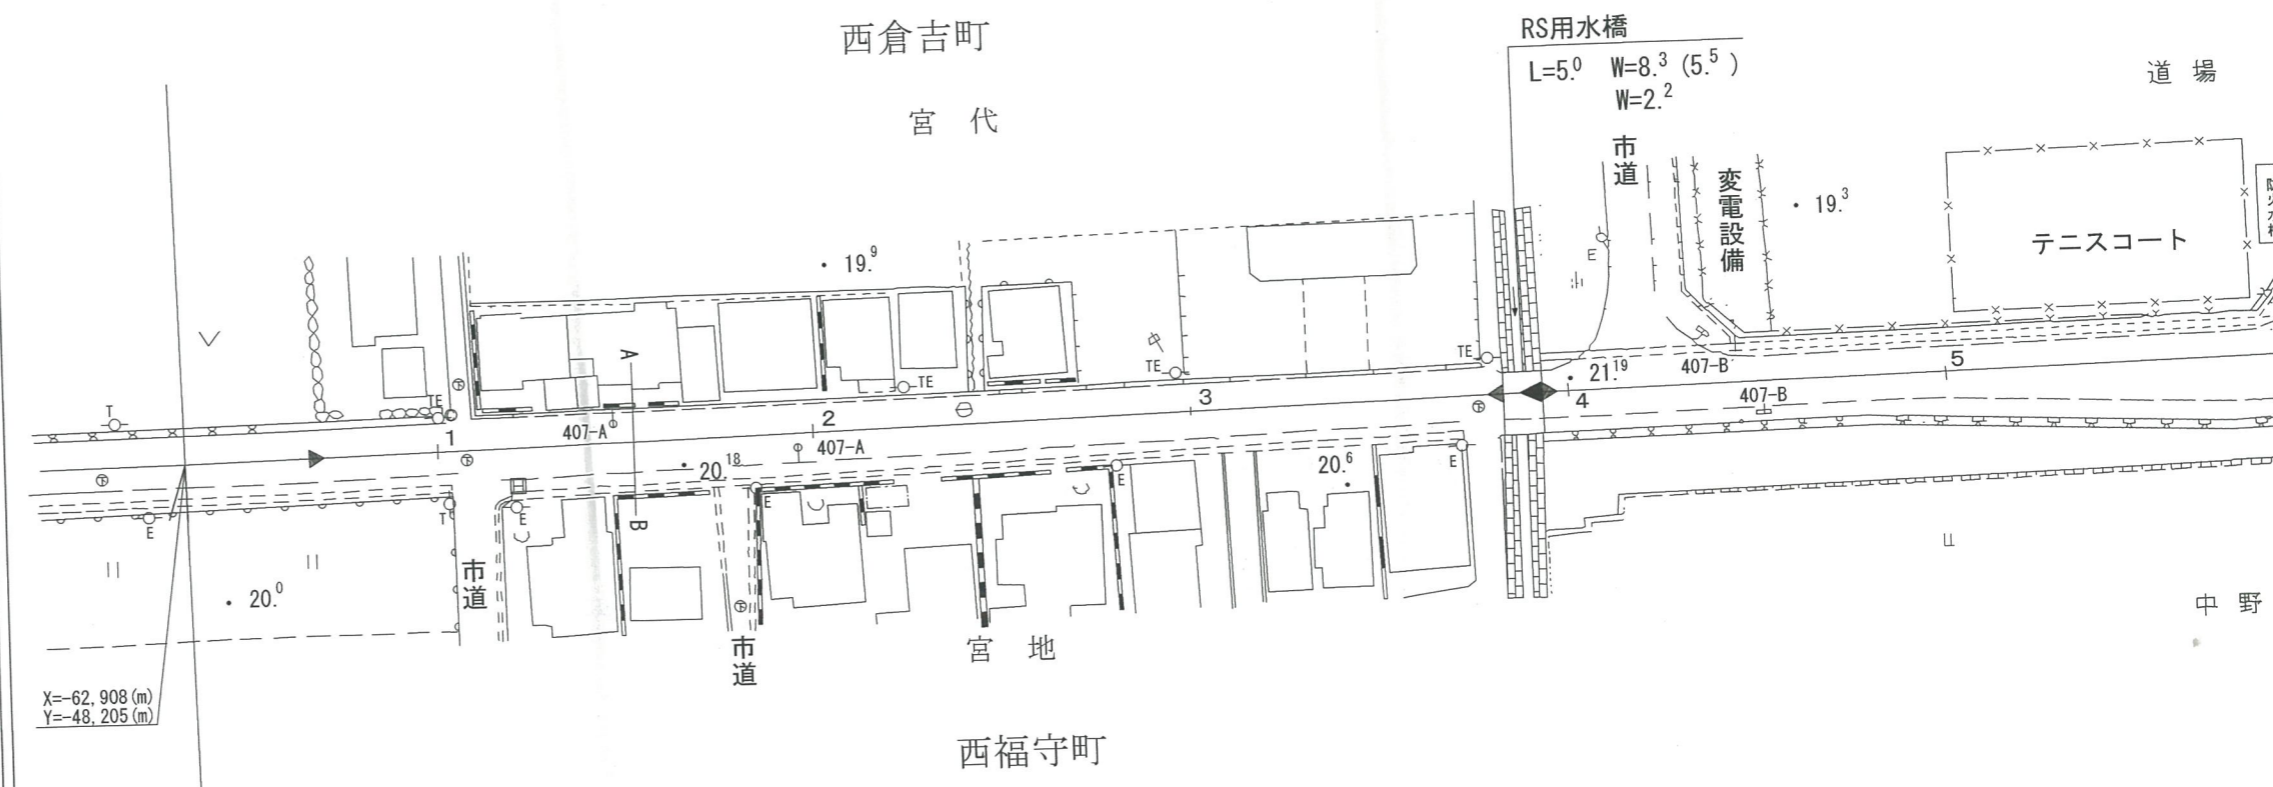 西倉吉町
宮 代
RS用水橋
L=5.0 W=8.3 (5.5 )
W=2.2
道 場
市道
変電設備
・ 19.3
テニスコート
・ 19.9
E
A
TE
TE
TE
・ 21.19
407-B
5
T
TE
1
407-A
2
3
4
407-B
407-A
・ 20.18
20.6
・
E
E
T
E
E
E
B
市道
・ 20.0
市道
宮 地
中 野
X=-62,908(m)
Y=-48,205(m)
西福守町